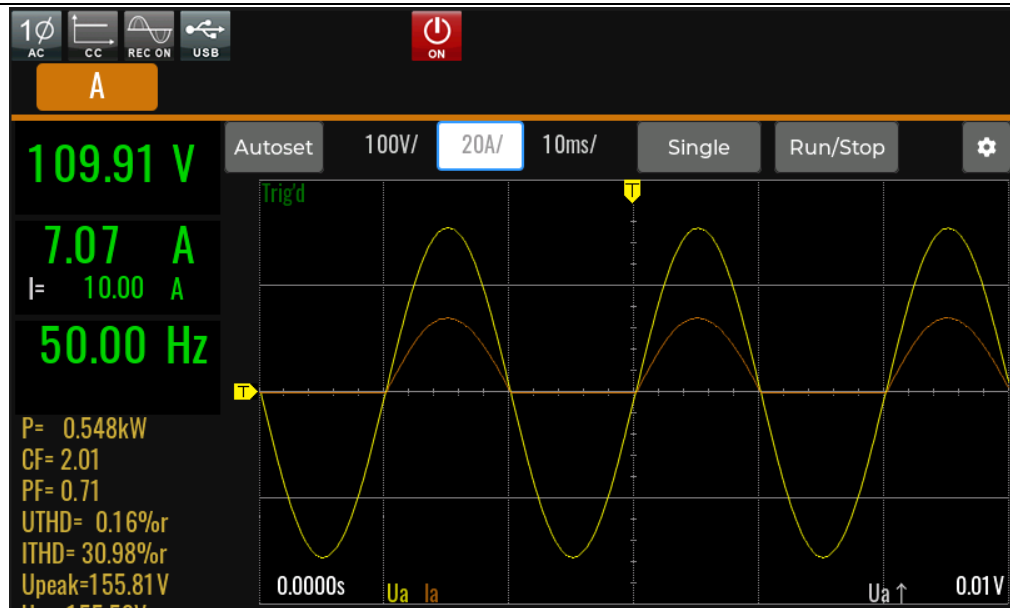 1Ø
AC
CC
REC ON
USB
ON
A
109.91 V
7.07 A
I= 10.00 A
50.00 Hz
P= 0.548kW
CF= 2.01
PF= 0.71
UTHD= 0.16%r
ITHD= 30.98%r
Upeak=155.81V
Autoset
100V/
20A/
10ms/
Single
Run/Stop
Trig'd
T
T
0.0000s
Ua Ia
Ua ↑
0.01V